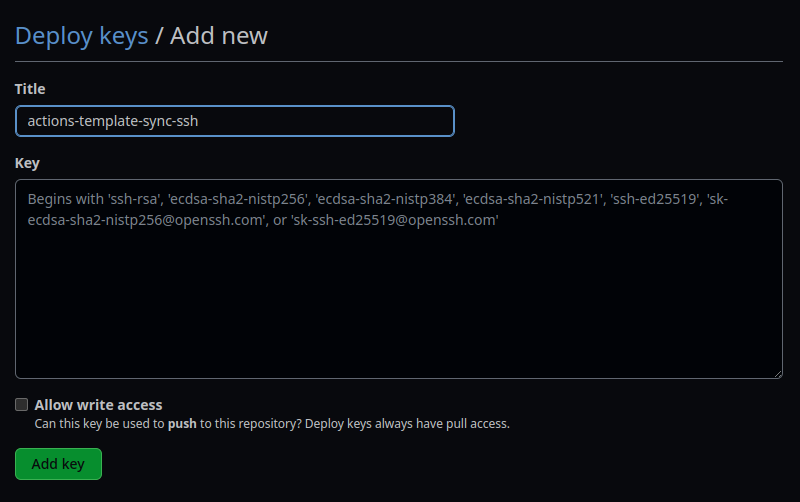 Deploy keys / Add new
Title
actions-template-sync-ssh
Key
Begins with 'ssh-rsa', 'ecdsa-sha2-nistp256', 'ecdsa-sha2-nistp384', 'ecdsa-sha2-nistp521', 'ssh-ed25519', 'sk-
ecdsa-sha2-nistp256@openssh.com', or 'sk-ssh-ed25519@openssh.com'
Allow write access
Can this key be used to push to this repository? Deploy keys always have pull access.
Add key